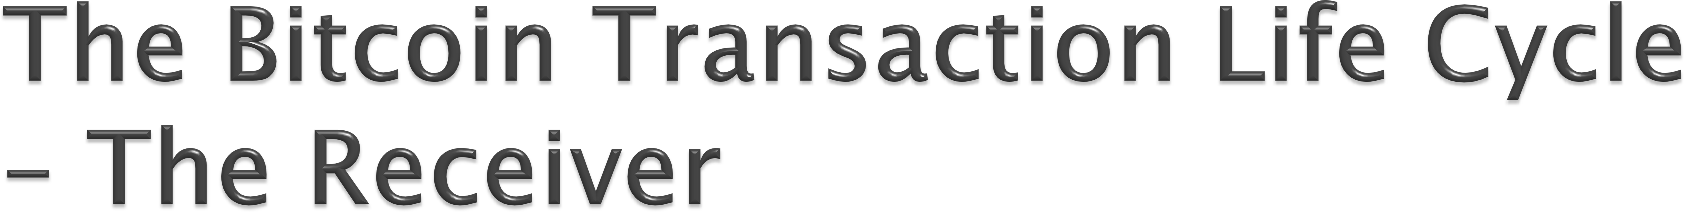 The Bitcoin Transaction Life Cycle
– The Receiver